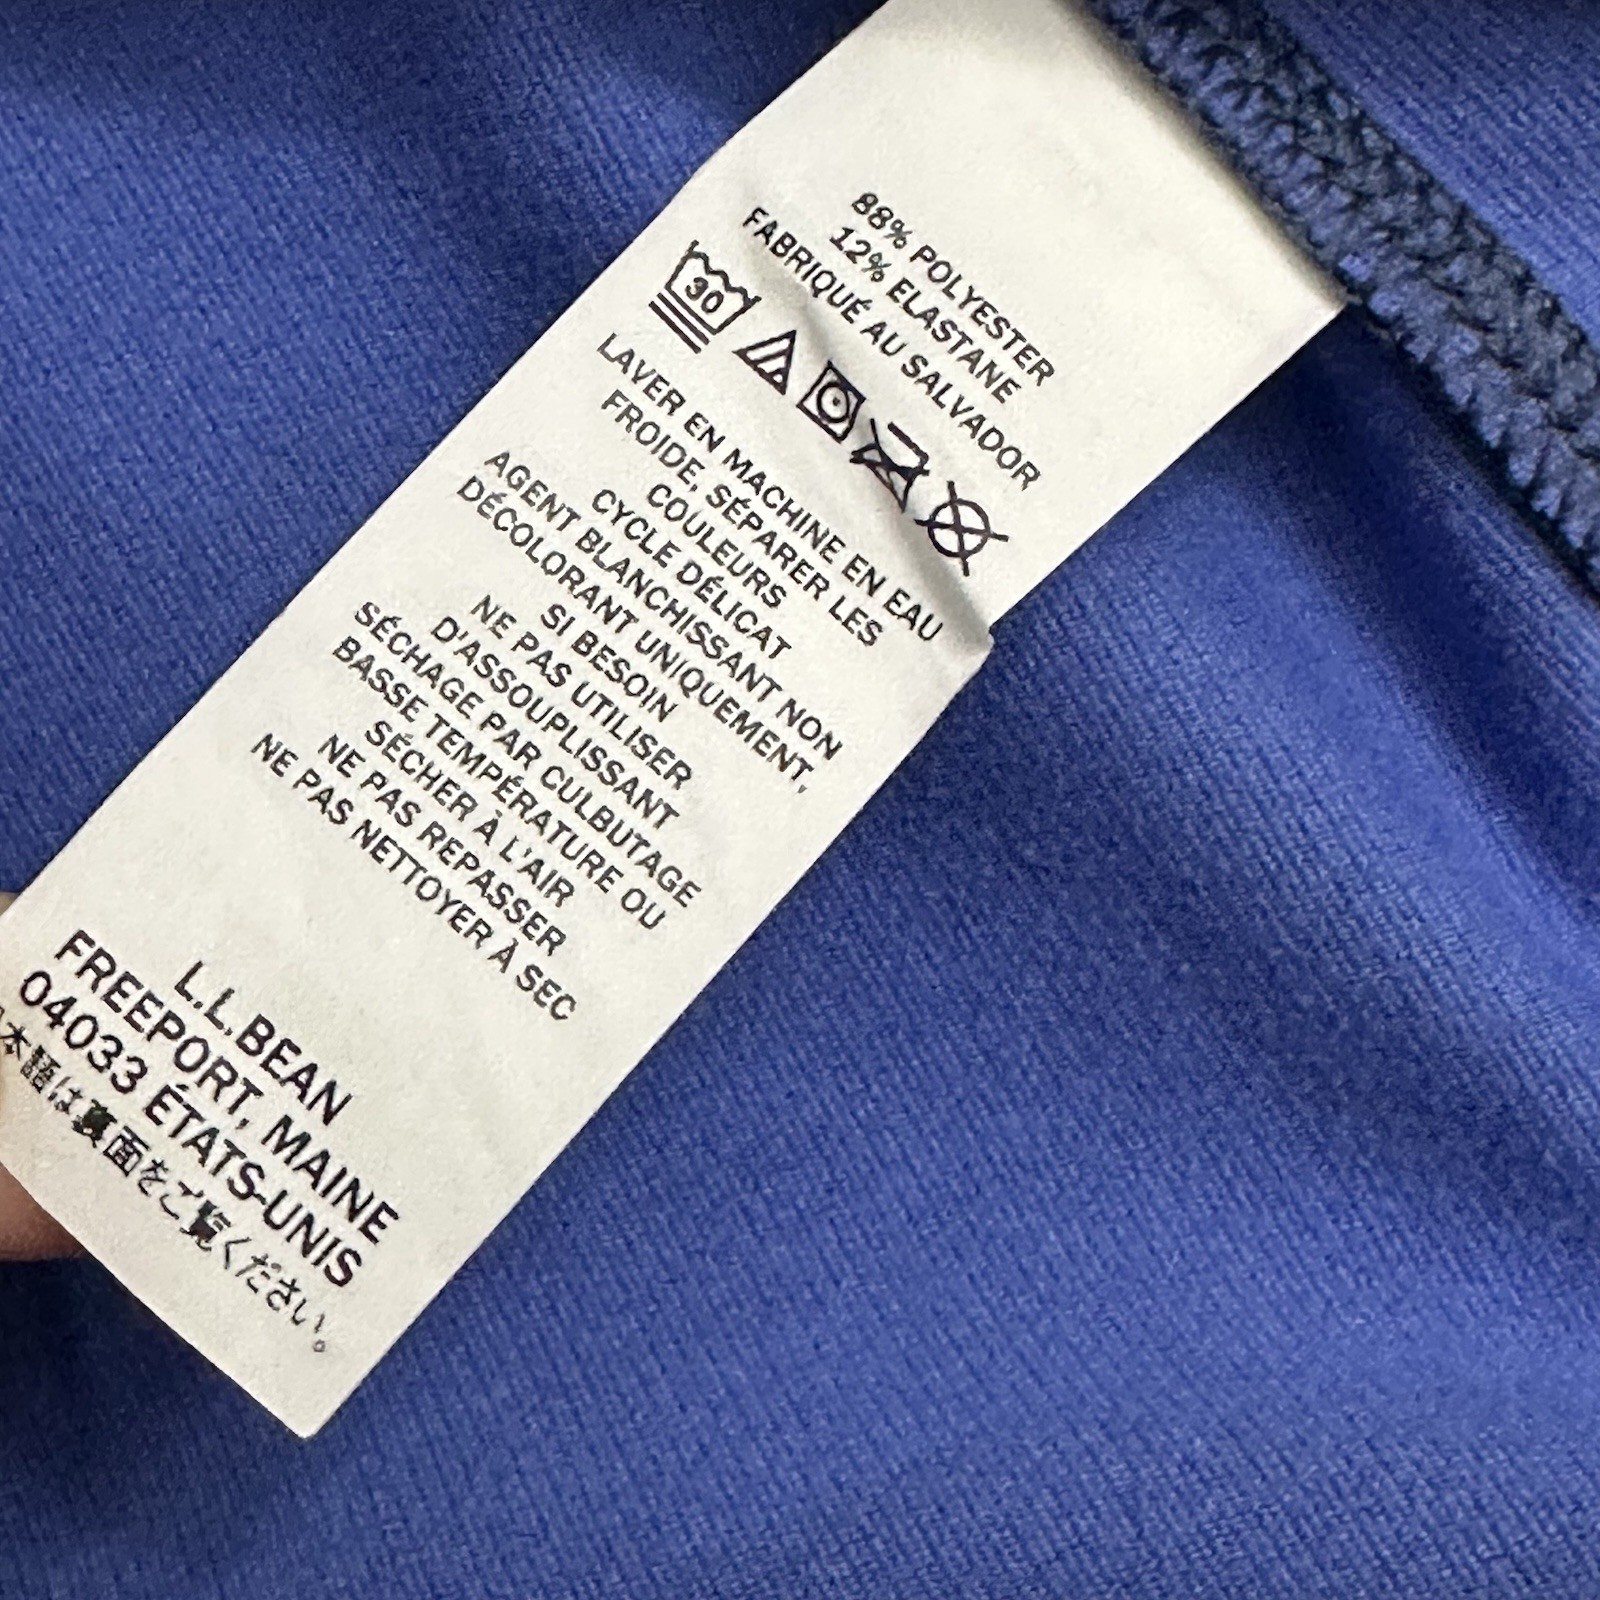 88% POLYESTER
12% ELASTANE
FABRIQUÉ AU SALVADOR
30
LAVER EN MACHINE EN EAU
FROIDE, SÉPARER LES
COULEURS
CYCLE DÉLICAT
AGENT BLANCHISSANT NON
DÉCOLORANT UNIQUEMENT,
SI BESOIN
NE PAS UTILISER
D'ASSOUPLISSANT
SÉCHAGE PAR CULBUTAGE
BASSE TEMPÉRATURE OU
SÉCHER À L'AIR
NE PAS REPASSER
NE PAS NETTOYER À SEC
L.L.BEAN
FREEPORT, MAINE
04033 ÉTATS-UNIS
日本語は裏面をご覧ください。